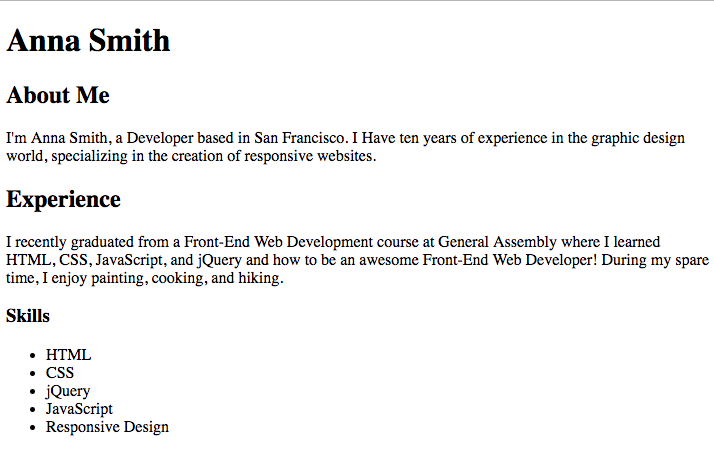 Anna Smith
About Me
I'm Anna Smith, a Developer based in San Francisco. I Have ten years of experience in the graphic design
world, specializing in the creation of responsive websites.
Experience
I recently graduated from a Front-End Web Development course at General Assembly where I learned
HTML, CSS, JavaScript, and jQuery and how to be an awesome Front-End Web Developer! During my spare
time, I enjoy painting, cooking, and hiking.
Skills
• HTML
• CSS
• jQuery
• JavaScript
• Responsive Design